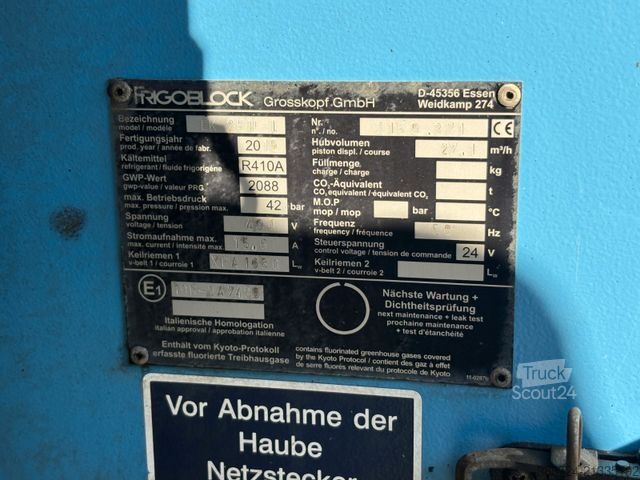 FRIGOBLOCK Grosskopf.GmbH
D-45356 Essen
Weidkamp 274
Bezeichnung
model / modèle
Nr.
n°. / no.
CE
Fertigungsjahr
prod. year / année de fabr. 20
Hubvolumen
piston displ. / course
m³/h
Kältemittel
refrigerant / fluide frigorigène R410A
Füllmenge
charge / charge
kg
GWP-Wert
gwp-value / valeur PRG 2088
CO₂-Äquivalent
CO₂ equivalent / équivalent CO₂
t
max. Betriebsdruck
max. pressure / pression max. 42 bar
M.O.P
mop / mop bar °C
Spannung
voltage / tension V
Frequenz
frequency / fréquence Hz
Stromaufnahme max.
max. current / intensité max A
Steuerspannung
control voltage / tension de commande 24 V
Keilriemen 1
v-belt 1 / courroie 1 Lw
Keilriemen 2
v-belt 2 / courroie 2 Lw
E1
Italienische Homologation
italian approval / approbation italienne
Nächste Wartung +
Dichtheitsprüfung
next maintenance + leak test
prochaine maintenance
+ test d'étanchéité
Enthält vom Kyoto-Protokoll
erfasste fluorierte Treibhausgase
contains fluorinated greenhouse gases covered
by the Kyoto Protocol / contient des gaz à effet
de serre fluorés relevant du protocole de Kyoto
Vor Abnahme der
Haube
Netzstecker
Truck
Scout24